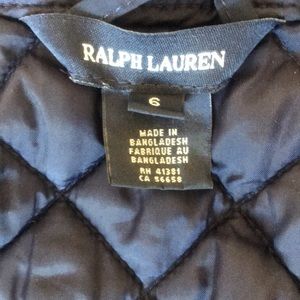 RALPH LAUREN
6
MADE IN
BANGLADESH
FABRIQUE AU
BANGLADESH
RN 41381
CA 56658